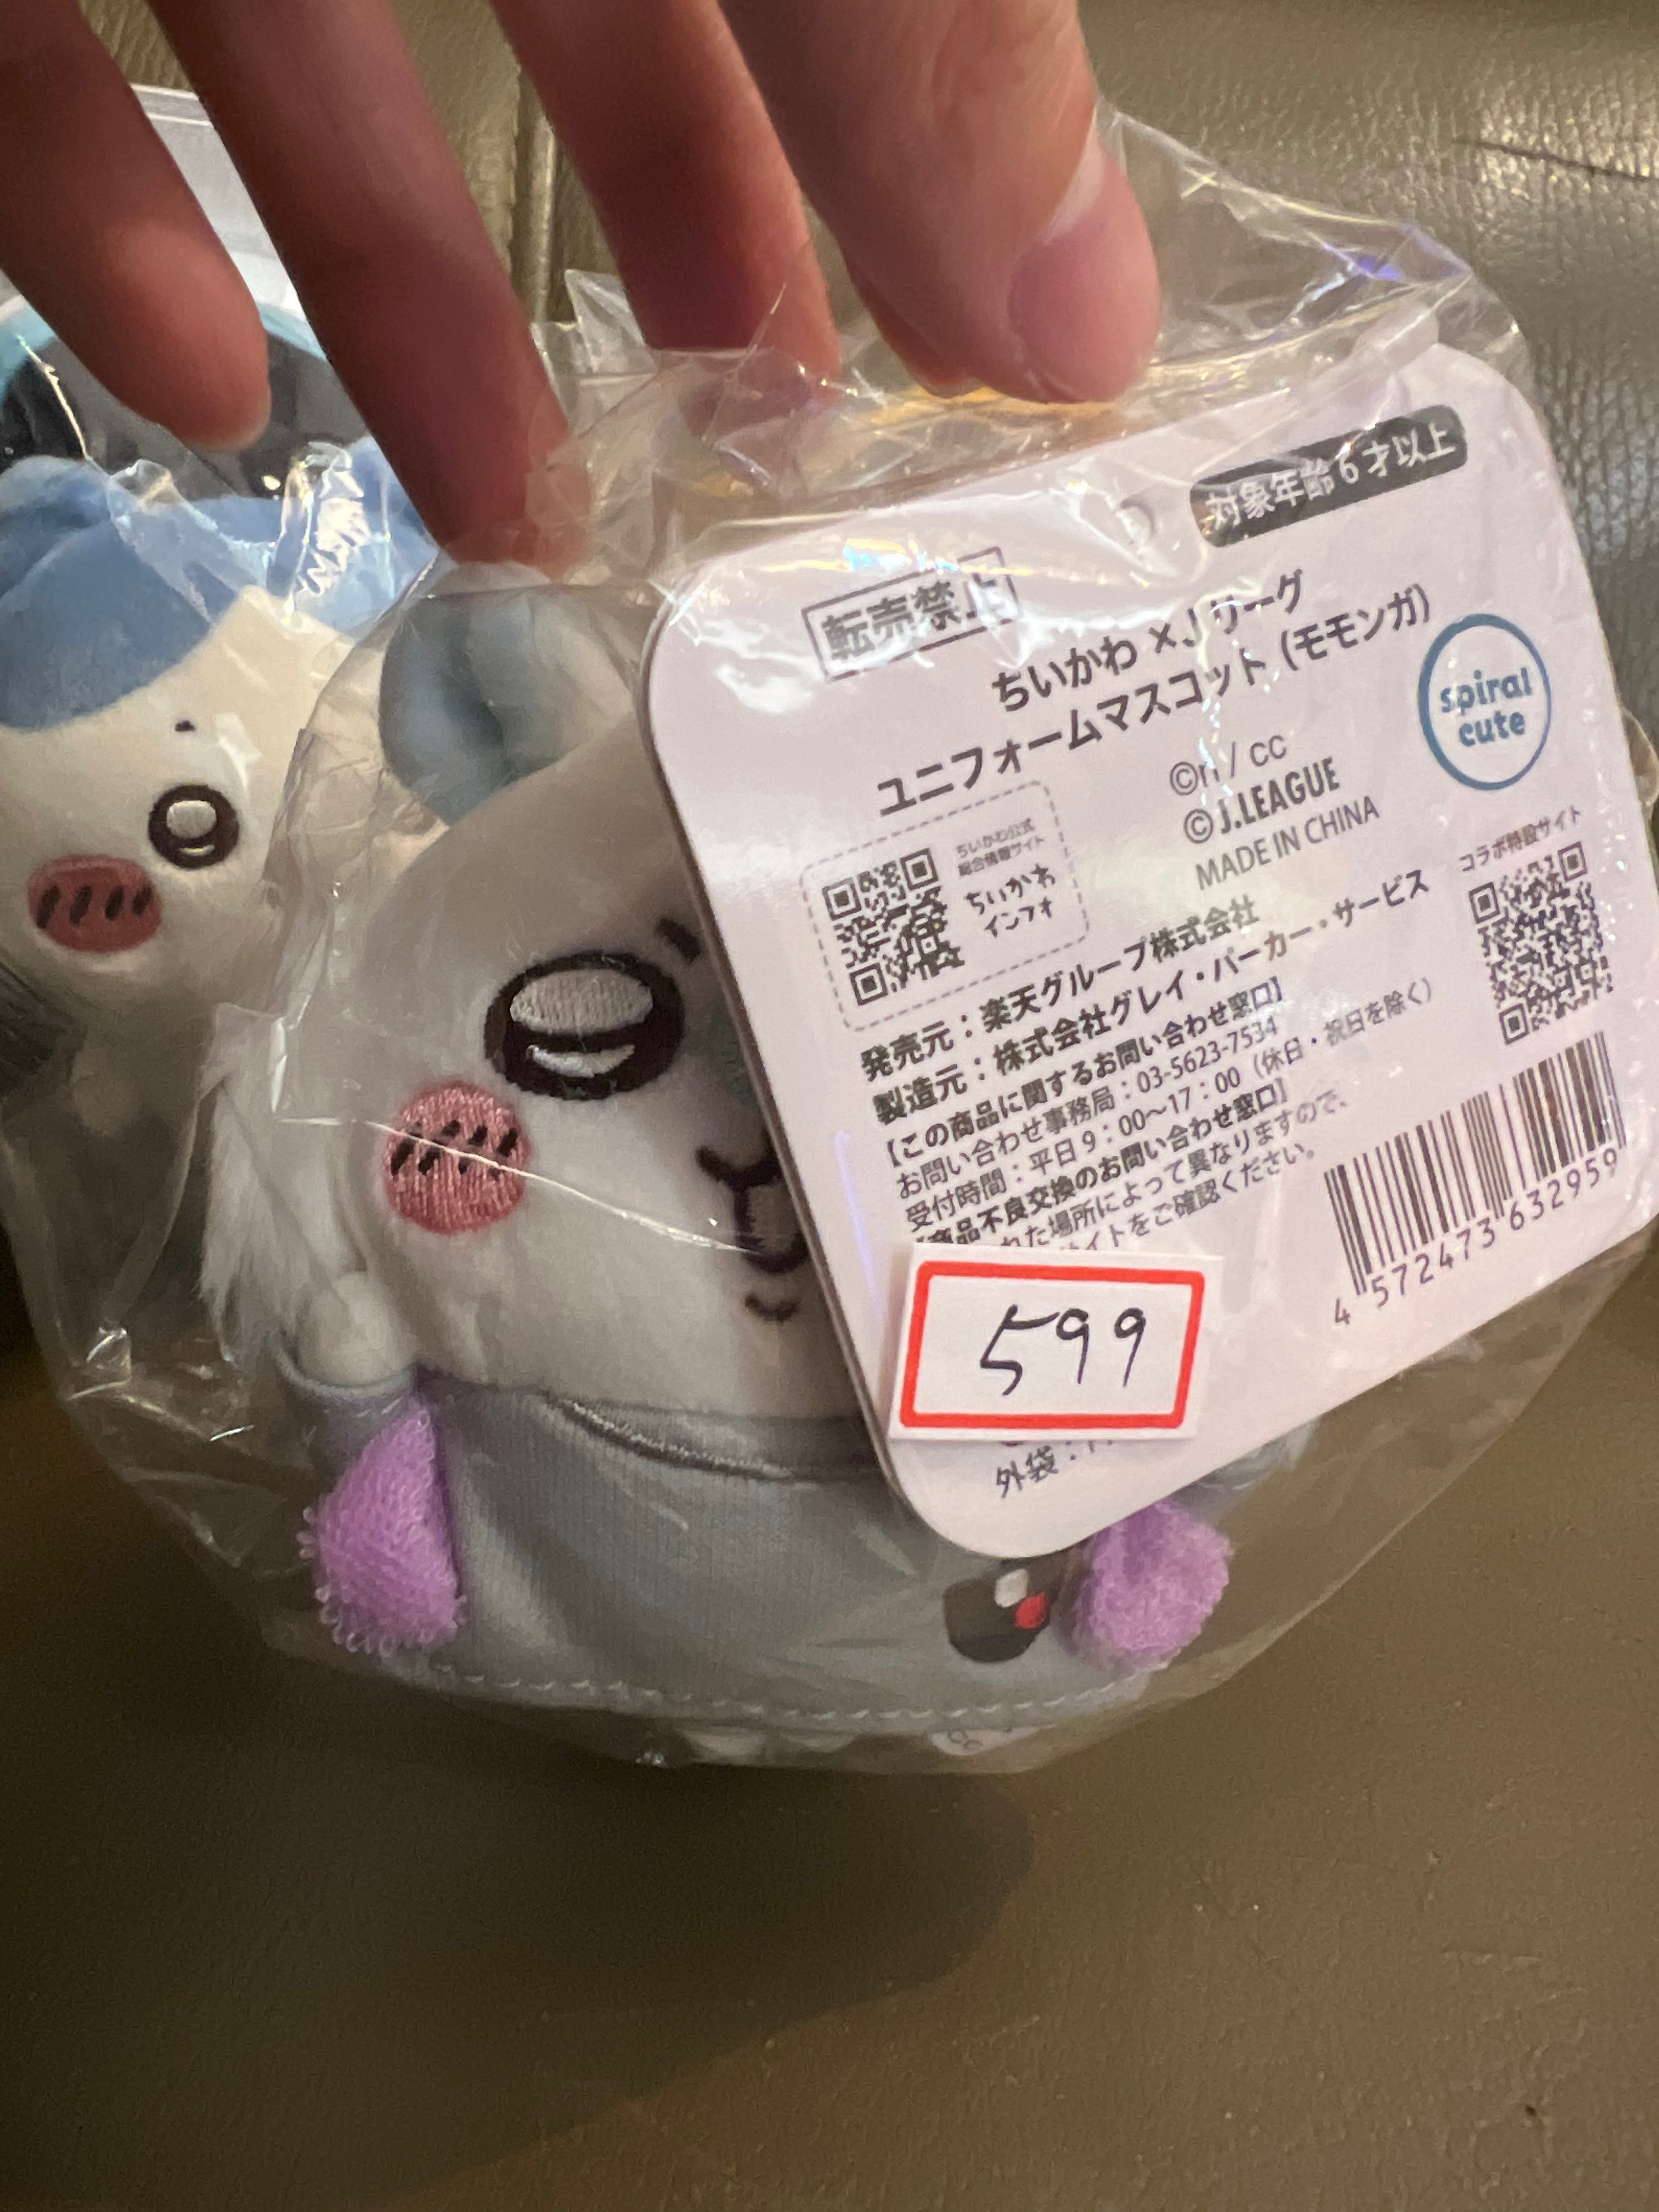 対象年齢6才以上
転売禁止
ちいかわ×Jリーグ
ユニフォームマスコット(モモンガ)
spiral
cute
©n / cc
©J.LEAGUE
MADE IN CHINA
ちいかわ公式
総合情報サイト
ちいかわ
インフォ
コラボ特設サイト
発売元：楽天グループ株式会社
製造元：株式会社グレイ・パーカー・サービス
【この商品に関するお問い合わせ窓口】
お問い合わせ事務局：03-5623-7534
受付時間：平日9：00～17：00（休日・祝日を除く）
商品不良交換のお問い合わせ窓口】
れた場所によって異なりますので、
サイトをご確認ください。
599
外袋：
4 572473 632959